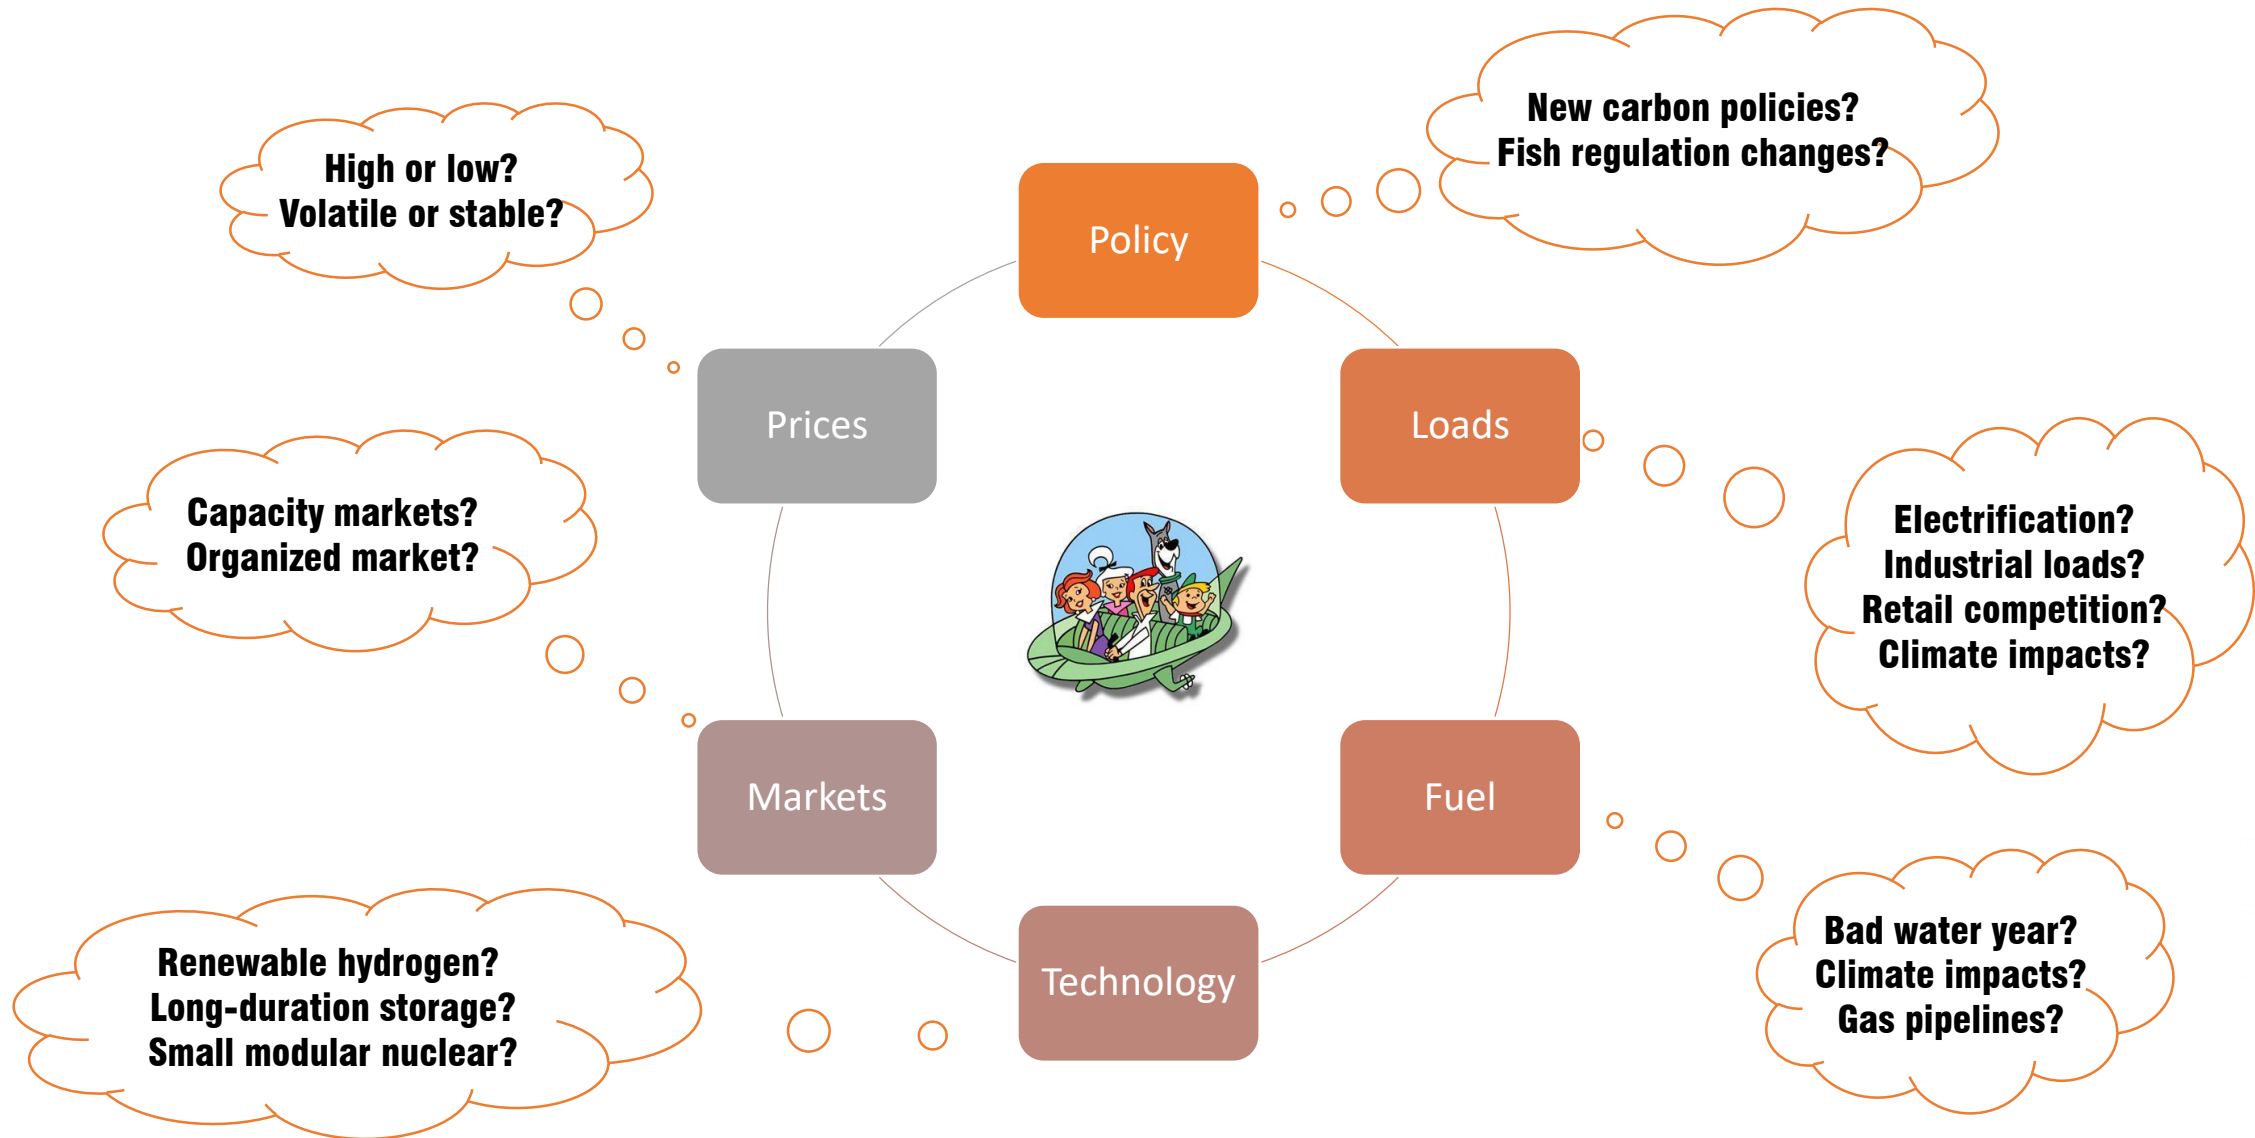 New carbon policies?
Fish regulation changes?
High or low?
Volatile or stable?
Policy
Prices
Loads
Capacity markets?
Organized market?
Electrification?
Industrial loads?
Retail competition?
Climate impacts?
Markets
Fuel
Bad water year?
Climate impacts?
Gas pipelines?
Technology
Renewable hydrogen?
Long-duration storage?
Small modular nuclear?